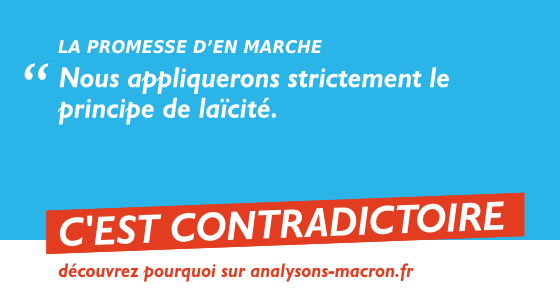 LA PROMESSE D’EN MARCHE
“ Nous appliquerons strictement le
principe de laïcité.
C'EST CONTRADICTOIRE
découvrez pourquoi sur analysons-macron.fr